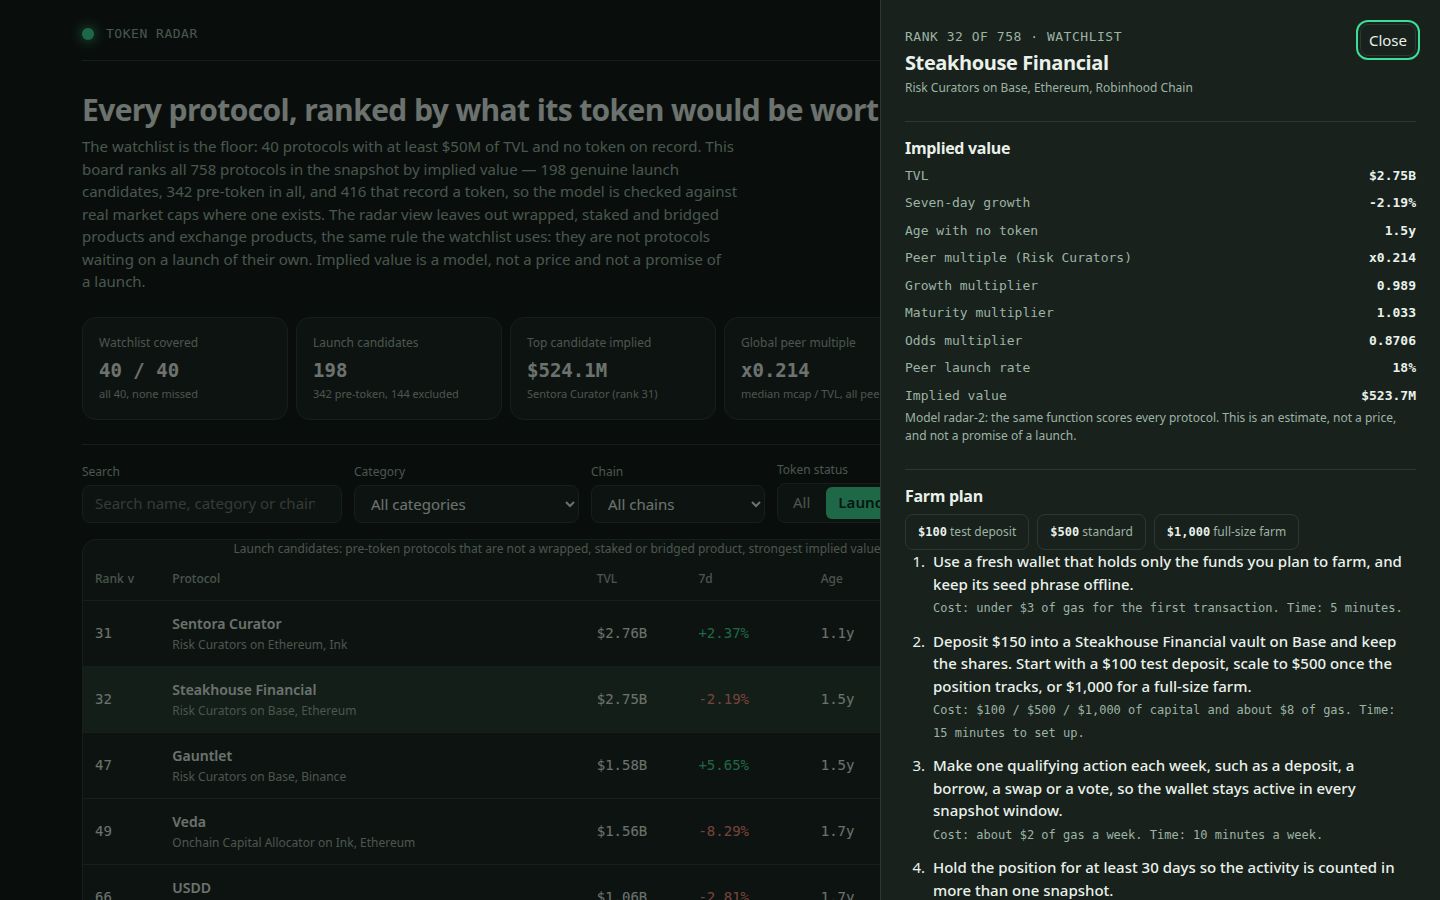 TOKEN RADAR
Every protocol, ranked by what its token would be wort
The watchlist is the floor: 40 protocols with at least $50M of TVL and no token on record. This
board ranks all 758 protocols in the snapshot by implied value — 198 genuine launch
candidates, 342 pre-token in all, and 416 that record a token, so the model is checked against
real market caps where one exists. The radar view leaves out wrapped, staked and bridged
products and exchange products, the same rule the watchlist uses: they are not protocols
waiting on a launch of their own. Implied value is a model, not a price and not a promise of
a launch.
Watchlist covered
40 / 40
all 40, none missed
Launch candidates
198
342 pre-token, 144 excluded
Top candidate implied
$524.1M
Sentora Curator (rank 31)
Global peer multiple
x0.214
median mcap / TVL, all pee
Search
Search name, category or chain
Category
All categories
Chain
All chains
Token status
All
Launc
Launch candidates: pre-token protocols that are not a wrapped, staked or bridged product, strongest implied value
Rank v Protocol TVL 7d Age
31 Sentora Curator $2.76B +2.37% 1.1y
Risk Curators on Ethereum, Ink
32 Steakhouse Financial $2.75B -2.19% 1.5y
Risk Curators on Base, Ethereum
47 Gauntlet $1.58B +5.65% 1.5y
Risk Curators on Base, Binance
49 Veda $1.56B -8.29% 1.7y
Onchain Capital Allocator on Ink, Ethereum
66 USDD $1.06B -2.81% 1.7y
RANK 32 OF 758 · WATCHLIST
Close
Steakhouse Financial
Risk Curators on Base, Ethereum, Robinhood Chain
Implied value
TVL $2.75B
Seven-day growth -2.19%
Age with no token 1.5y
Peer multiple (Risk Curators) x0.214
Growth multiplier 0.989
Maturity multiplier 1.033
Odds multiplier 0.8706
Peer launch rate 18%
Implied value $523.7M
Model radar-2: the same function scores every protocol. This is an estimate, not a price,
and not a promise of a launch.
Farm plan
$100 test deposit $500 standard $1,000 full-size farm
1. Use a fresh wallet that holds only the funds you plan to farm, and
keep its seed phrase offline.
Cost: under $3 of gas for the first transaction. Time: 5 minutes.
2. Deposit $150 into a Steakhouse Financial vault on Base and keep
the shares. Start with a $100 test deposit, scale to $500 once the
position tracks, or $1,000 for a full-size farm.
Cost: $100 / $500 / $1,000 of capital and about $8 of gas. Time:
15 minutes to set up.
3. Make one qualifying action each week, such as a deposit, a
borrow, a swap or a vote, so the wallet stays active in every
snapshot window.
Cost: about $2 of gas a week. Time: 10 minutes a week.
4. Hold the position for at least 30 days so the activity is counted in
more than one snapshot.